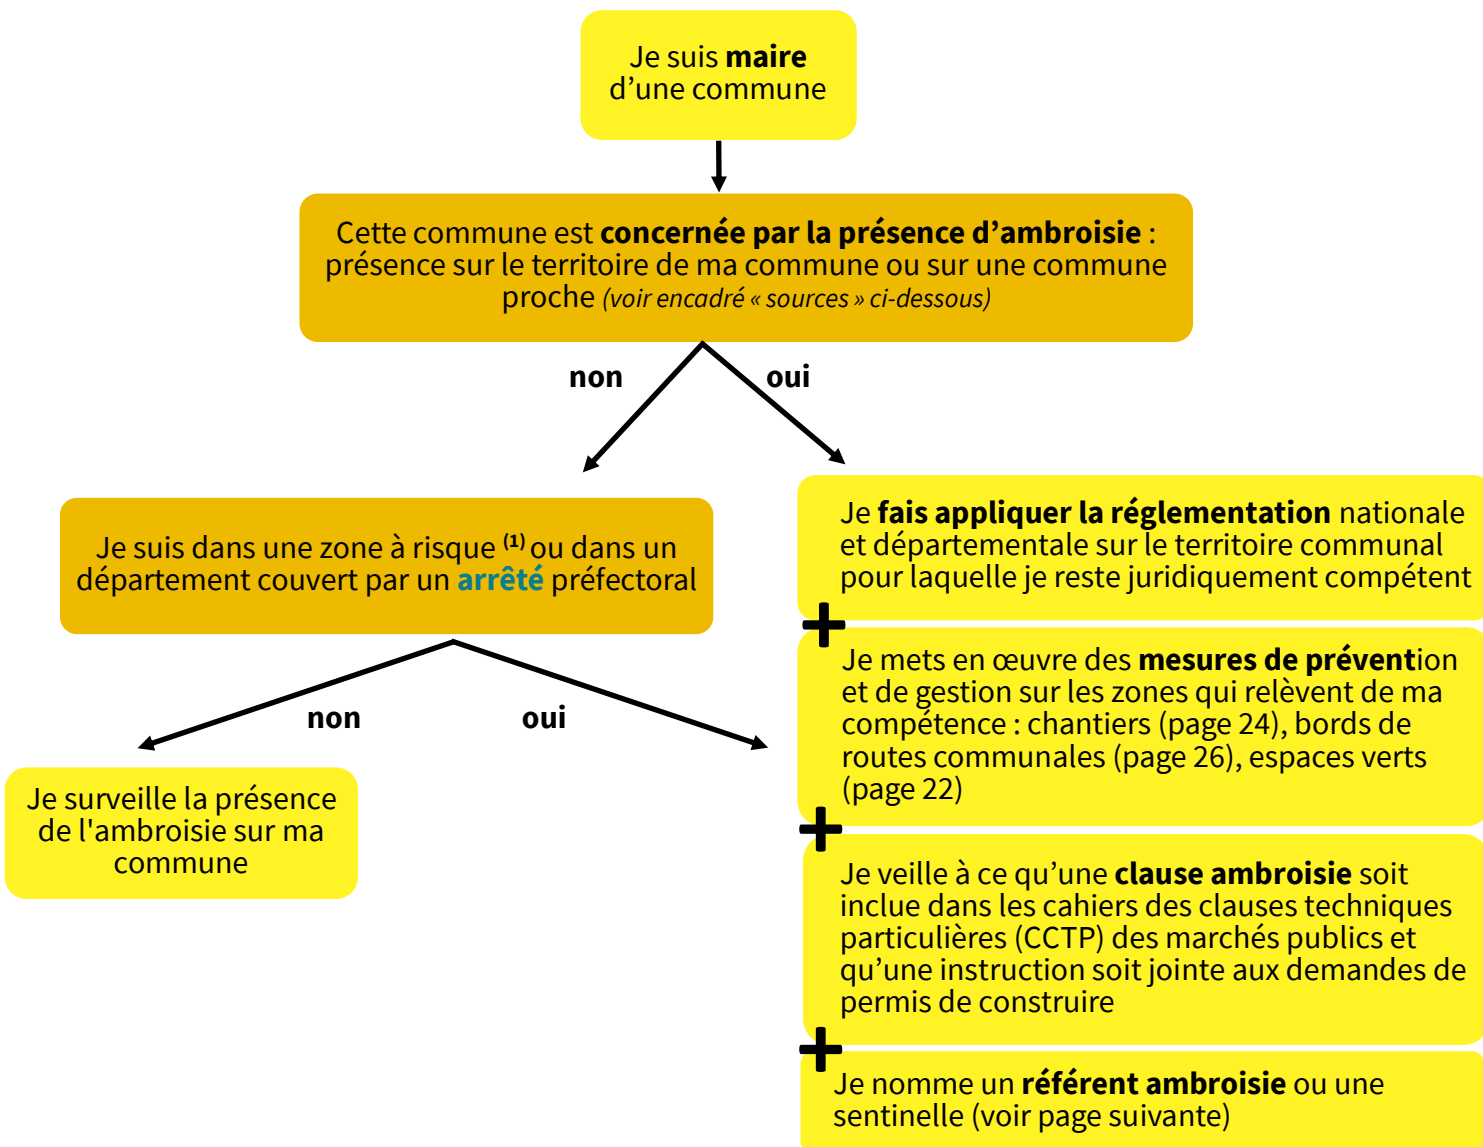 Je suis maire
d'une commune
Cette commune est concernée par la présence d'ambroisie :
présence sur le territoire de ma commune ou sur une commune
proche (voir encadré « sources » ci-dessous)
non
oui
Je suis dans une zone à risque (1) ou dans un
département couvert par un arrêté préfectoral
non
oui
Je surveille la présence
de l'ambroisie sur ma
commune
Je fais appliquer la réglementation nationale
et départementale sur le territoire communal
pour laquelle je reste juridiquement compétent
+
Je mets en œuvre des mesures de prévention
et de gestion sur les zones qui relèvent de ma
compétence : chantiers (page 24), bords de
routes communales (page 26), espaces verts
(page 22)
+
Je veille à ce qu'une clause ambroisie soit
inclue dans les cahiers des clauses techniques
particulières (CCTP) des marchés publics et
qu'une instruction soit jointe aux demandes de
permis de construire
+
Je nomme un référent ambroisie ou une
sentinelle (voir page suivante)